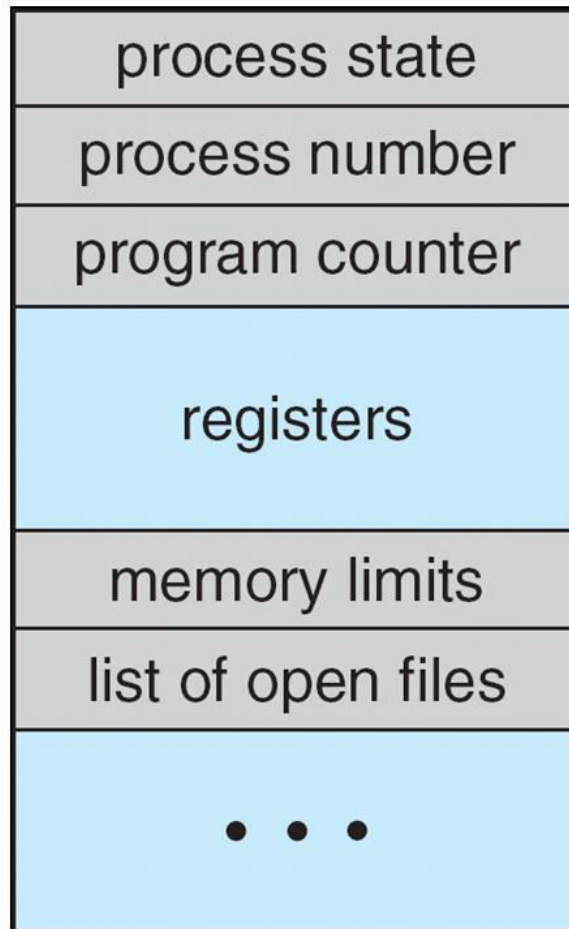 process state
process number
program counter
registers
memory limits
list of open files
• • •